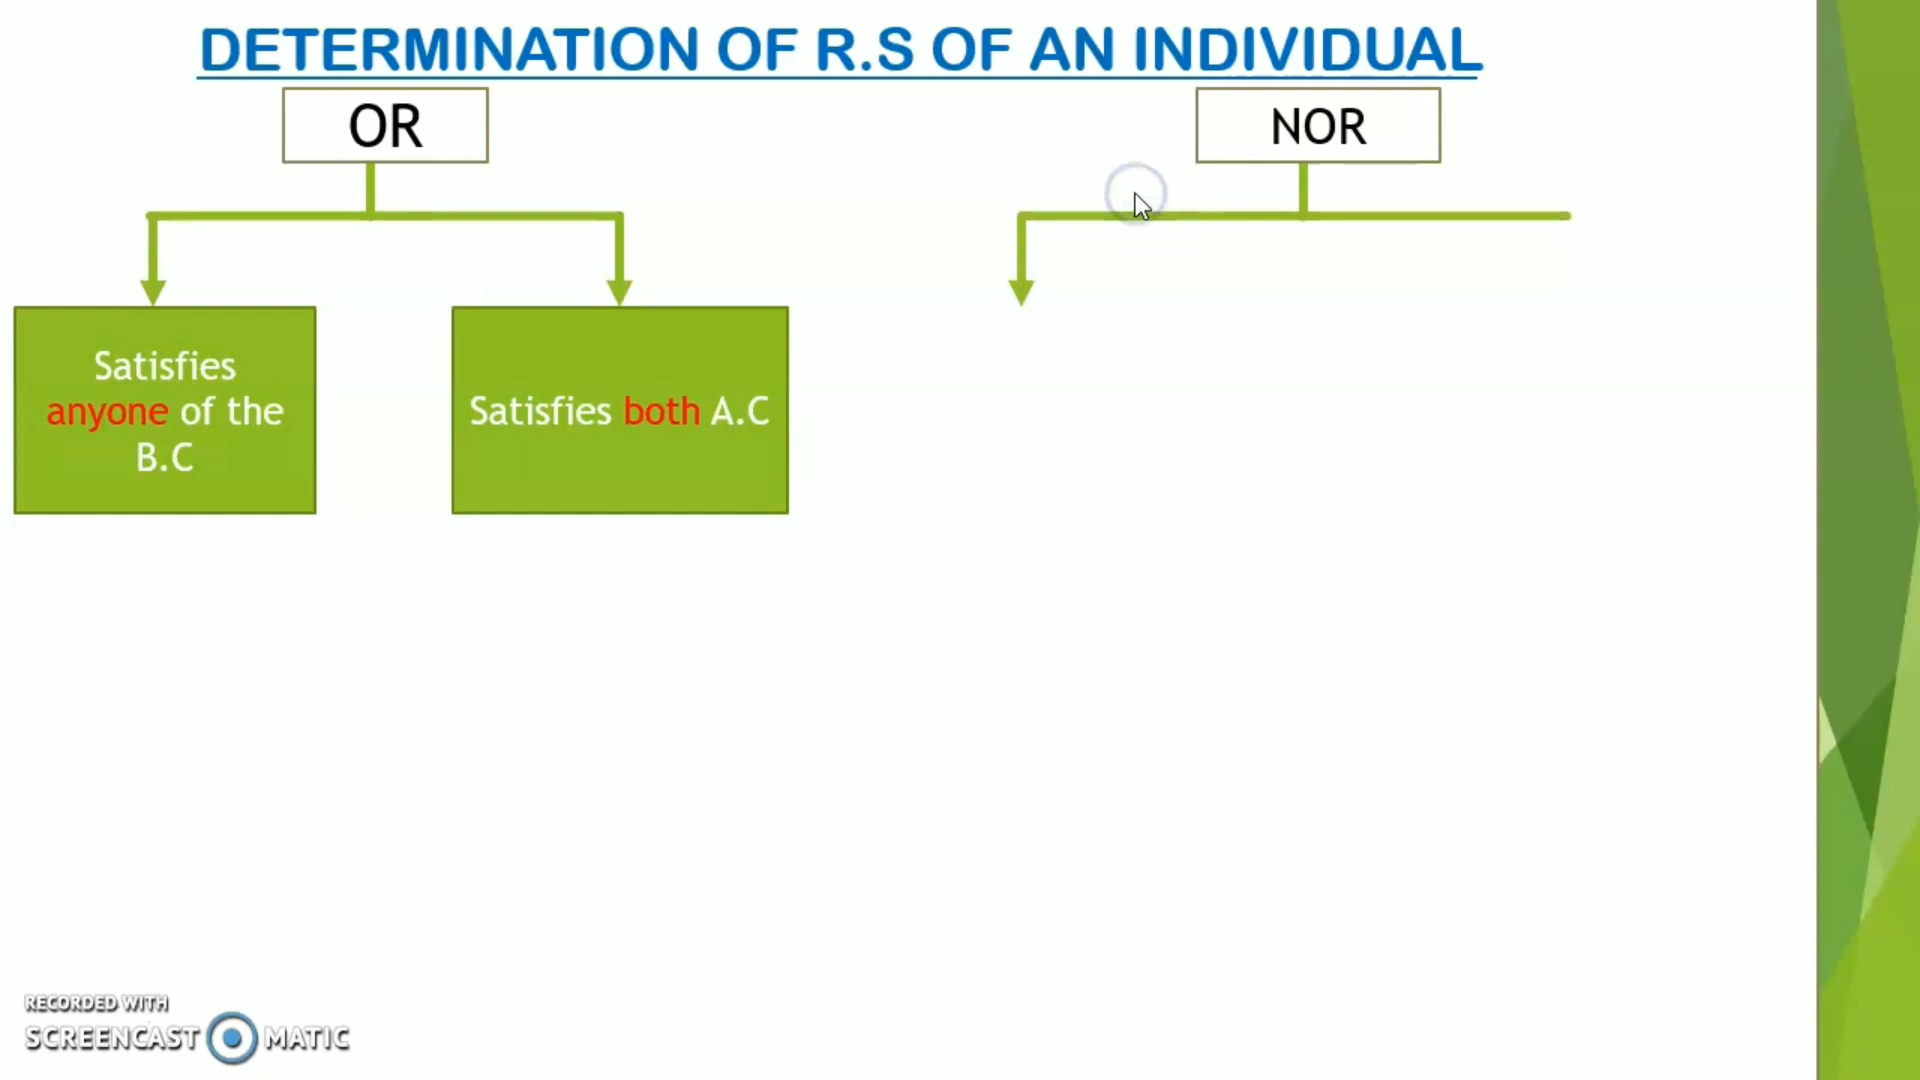 DETERMINATION OF R.S OF AN INDIVIDUAL
OR
NOR
Satisfies
anyone of the
B.C
Satisfies both A.C
RECORDED WITH
SCREENCAST MATIC